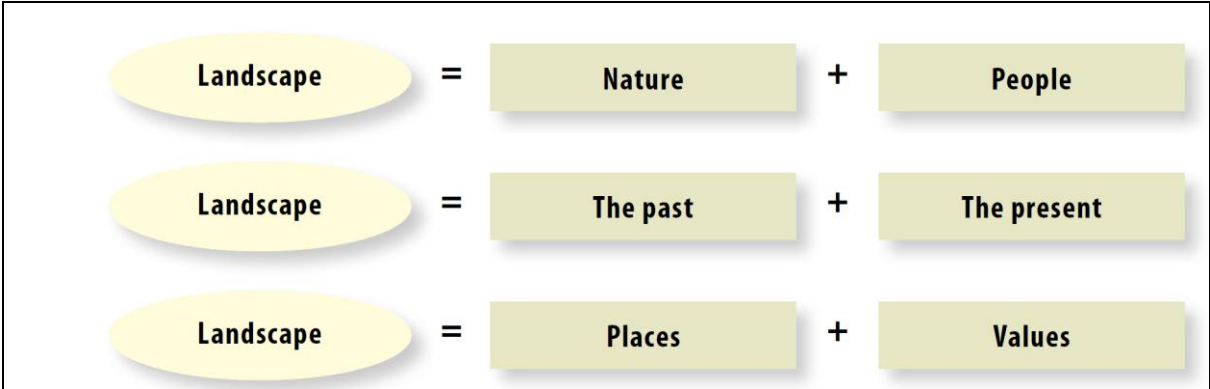 Landscape = Nature + People
Landscape = The past + The present
Landscape = Places + Values